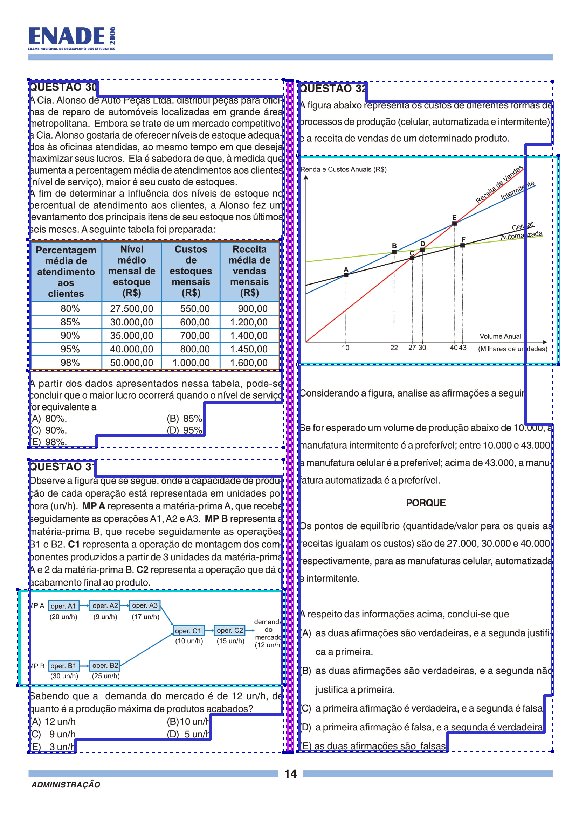 ENADE 2006
EXAME NACIONAL DE DESEMPENHO DOS ESTUDANTES
QUESTÃO 30
A Cia. Alonso de Auto Peças Ltda. distribui peças para ofici-
nas de reparo de automóveis localizadas em grande área
metropolitana. Embora se trate de um mercado competitivo,
a Cia. Alonso gostaria de oferecer níveis de estoque adequa-
dos às oficinas atendidas, ao mesmo tempo em que deseja
maximizar seus lucros. Ela é sabedora de que, à medida que
aumenta a percentagem média de atendimentos aos clientes
(nível de serviço), maior é seu custo de estoques.
A fim de determinar a influência dos níveis de estoque no
percentual de atendimento aos clientes, a Alonso fez um
levantamento dos principais itens de seu estoque nos últimos
seis meses. A seguinte tabela foi preparada:
Percentagem média de atendimento aos clientes | Nível médio mensal de estoque (R$) | Custos de estoques mensais (R$) | Receita média de vendas mensais (R$)
80% 27.500,00 550,00 900,00
85% 30.000,00 600,00 1.200,00
90% 35.000,00 700,00 1.400,00
95% 40.000,00 800,00 1.450,00
98% 50.000,00 1.000,00 1.600,00
A partir dos dados apresentados nessa tabela, pode-se
concluir que o maior lucro ocorrerá quando o nível de serviço
for equivalente a
(A) 80%. (B) 85%
(C) 90%. (D) 95%
(E) 98%.
QUESTÃO 31
Observe a figura que se segue, onde a capacidade de produ-
ção de cada operação está representada em unidades por
hora (un/h). MP A representa a matéria-prima A, que recebe
seguidamente as operações A1, A2 e A3. MP B representa a
matéria-prima B, que recebe seguidamente as operações
B1 e B2. C1 representa a operação de montagem dos com-
ponentes produzidos a partir de 3 unidades da matéria-prima
A e 2 da matéria-prima B. C2 representa a operação que dá o
acabamento final ao produto.
MP A oper. A1 oper. A2 oper. A3
(20 un/h) (9 un/h) (17 un/h)
oper. C1 oper. C2
(10 un/h) (15 un/h)
demanda
do
mercado
(12 un/h)
MP B oper. B1 oper. B2
(30 un/h) (25 un/h)
Sabendo que a demanda do mercado é de 12 un/h, de
quanto é a produção máxima de produtos acabados?
(A) 12 un/h (B)10 un/h
(C) 9 un/h (D) 5 un/h
(E) 3 un/h
QUESTÃO 32
A figura abaixo representa os custos de diferentes formas de
processos de produção (celular, automatizada e intermitente)
e a receita de vendas de um determinado produto.
Renda e Custos Anuais (R$)
Receita de Vendas
Intermitente
Celular
Automatizada
A B C D E F
Volume Anual
10 22 27 30 40 43 (Milhares de unidades)
Considerando a figura, analise as afirmações a seguir.
Se for esperado um volume de produção abaixo de 10.000, a
manufatura intermitente é a preferível; entre 10.000 e 43.000
a manufatura celular é a preferível; acima de 43.000, a manu-
fatura automatizada é a preferível.
PORQUE
Os pontos de equilíbrio (quantidade/valor para os quais as
receitas igualam os custos) são de 27.000, 30.000 e 40.000,
respectivamente, para as manufaturas celular, automatizada
e intermitente.
A respeito das informações acima, conclui-se que
(A) as duas afirmações são verdadeiras, e a segunda justifi-
ca a primeira.
(B) as duas afirmações são verdadeiras, e a segunda não
justifica a primeira.
(C) a primeira afirmação é verdadeira, e a segunda é falsa.
(D) a primeira afirmação é falsa, e a segunda é verdadeira.
(E) as duas afirmações são falsas.
14
ADMINISTRAÇÃO